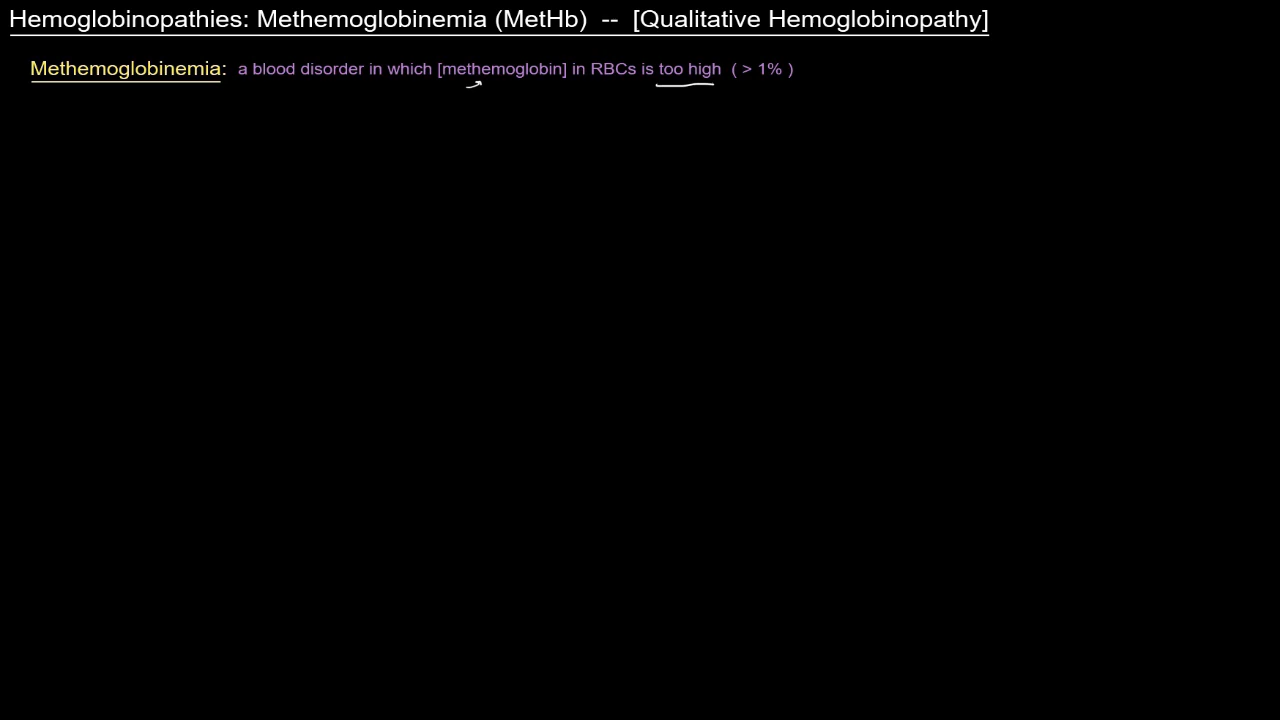 Hemoglobinopathies: Methemoglobinemia (MetHb) -- [Qualitative Hemoglobinopathy]
Methemoglobinemia: a blood disorder in which [methemoglobin] in RBCs is too high ( > 1% )